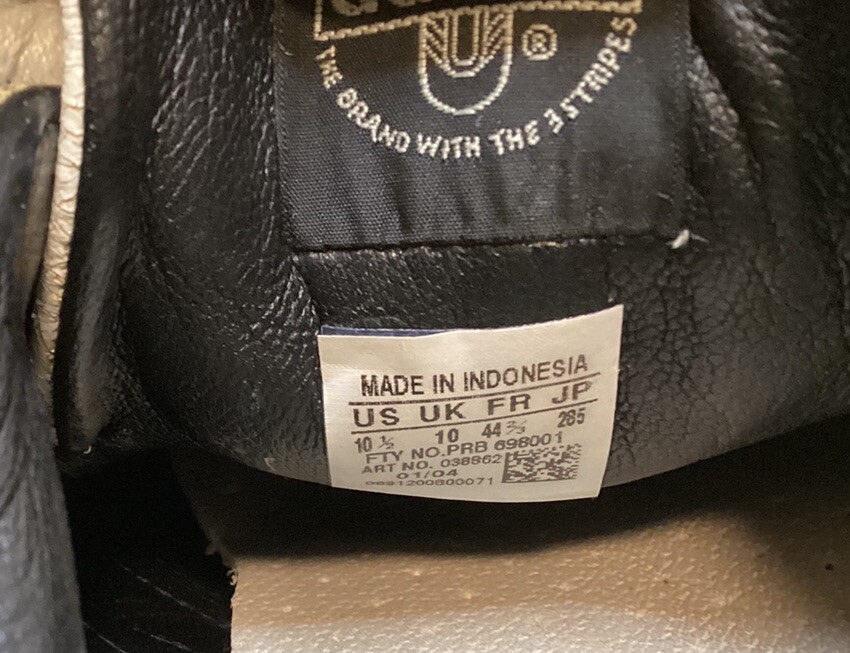 ®
THE BRAND WITH THE 3 STRIPES
MADE IN INDONESIA
US UK FR JP
10 ½ 10 44 ⅔ 285
FTY NO.PRB 698001
ART NO. 038862
01/04
0691200800071